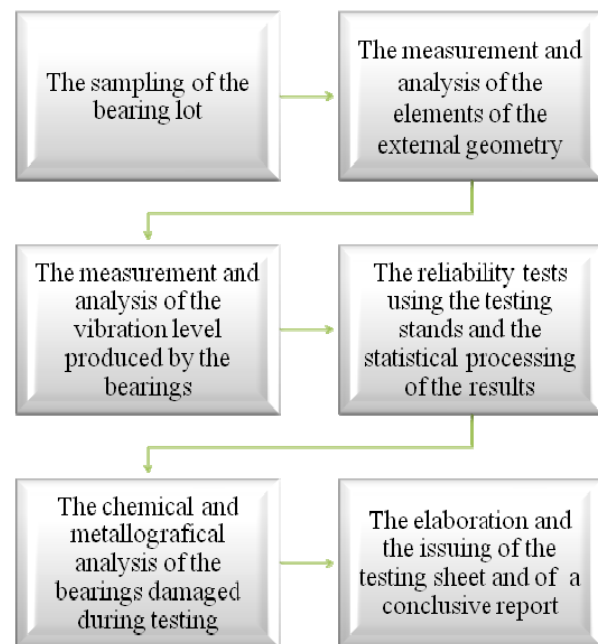 The sampling of the
bearing lot
The measurement and
analysis of the
elements of the
external geometry
The measurement and
analysis of the
vibration level
produced by the
bearings
The reliability tests
using the testing
stands and the
statistical processing
of the results
The chemical and
metallografical
analysis of the
bearings damaged
during testing
The elaboration and
the issuing of the
testing sheet and of a
conclusive report